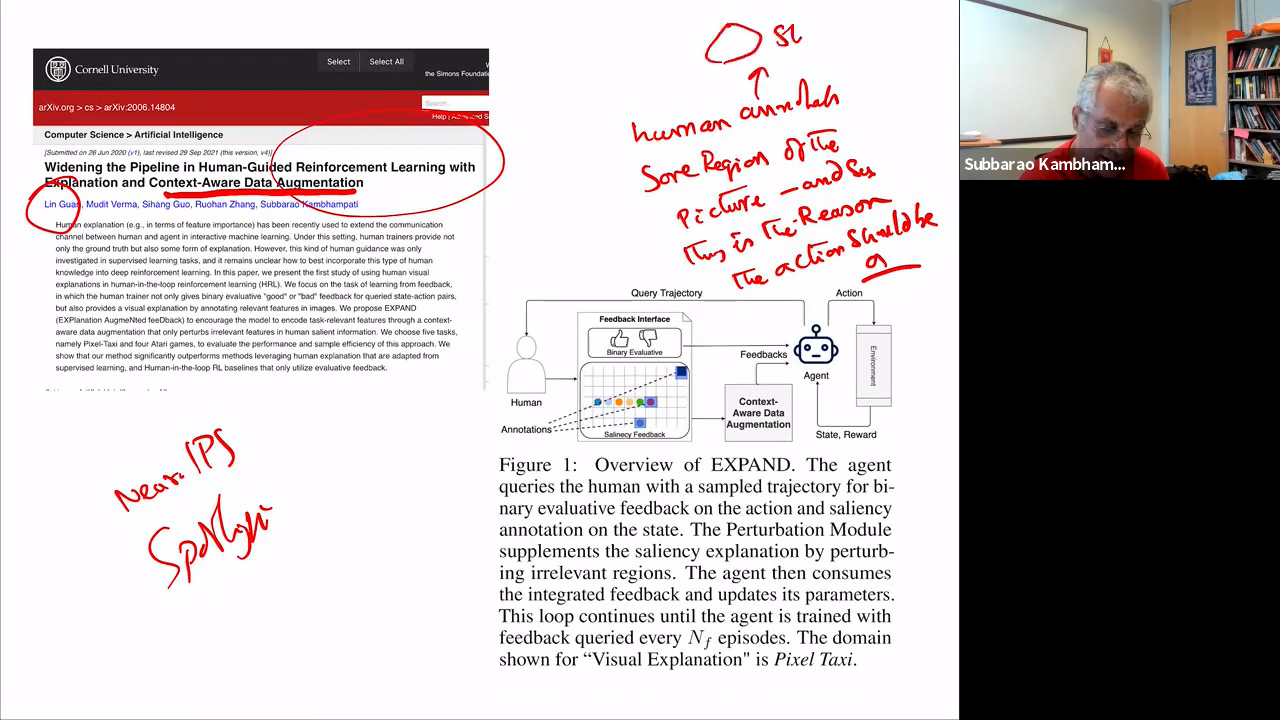 Cornell University
Select
Select All
W
the Simons Foundatio
arXiv.org > cs > arXiv:2006.14804
Search...
Help | Advanced S
Computer Science > Artificial Intelligence
[Submitted on 26 Jun 2020 (v1), last revised 29 Sep 2021 (this version, v4)]
Widening the Pipeline in Human-Guided Reinforcement Learning with
Explanation and Context-Aware Data Augmentation
Lin Guan, Mudit Verma, Sihang Guo, Ruohan Zhang, Subbarao Kambhampati
Human explanation (e.g., in terms of feature importance) has been recently used to extend the communication
channel between human and agent in interactive machine learning. Under this setting, human trainers provide not
only the ground truth but also some form of explanation. However, this kind of human guidance was only
investigated in supervised learning tasks, and it remains unclear how to best incorporate this type of human
knowledge into deep reinforcement learning. In this paper, we present the first study of using human visual
explanations in human-in-the-loop reinforcement learning (HRL). We focus on the task of learning from feedback,
in which the human trainer not only gives binary evaluative "good" or "bad" feedback for queried state-action pairs,
but also provides a visual explanation by annotating relevant features in images. We propose EXPAND
(EXPlanation AugmeNted feeDback) to encourage the model to encode task-relevant features through a context-
aware data augmentation that only perturbs irrelevant features in human salient information. We choose five tasks,
namely Pixel-Taxi and four Atari games, to evaluate the performance and sample efficiency of this approach. We
show that our method significantly outperforms methods leveraging human explanation that are adapted from
supervised learning, and Human-in-the-loop RL baselines that only utilize evaluative feedback.
NeurIPS
Spotlight
human
Some Region of the
Picture – and says
This is the Reason
the action should be
a
Query Trajectory
Action
Feedback Interface
Binary Evaluative
Feedbacks
Environment
Agent
Human
Context-
Aware Data
Augmentation
Annotations
Saliency Feedback
State, Reward
Figure 1: Overview of EXPAND. The agent
queries the human with a sampled trajectory for bi-
nary evaluative feedback on the action and saliency
annotation on the state. The Perturbation Module
supplements the saliency explanation by perturb-
ing irrelevant regions. The agent then consumes
the integrated feedback and updates its parameters.
This loop continues until the agent is trained with
feedback queried every N_f episodes. The domain
shown for “Visual Explanation" is Pixel Taxi.
Subbarao Kambham...